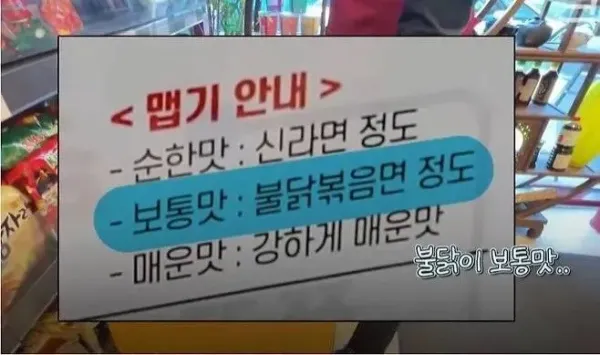 < 맵기 안내 >
- 순한맛 : 신라면 정도
- 보통맛 : 불닭볶음면 정도
- 매운맛 : 강하게 매운맛
불닭이 보통맛..